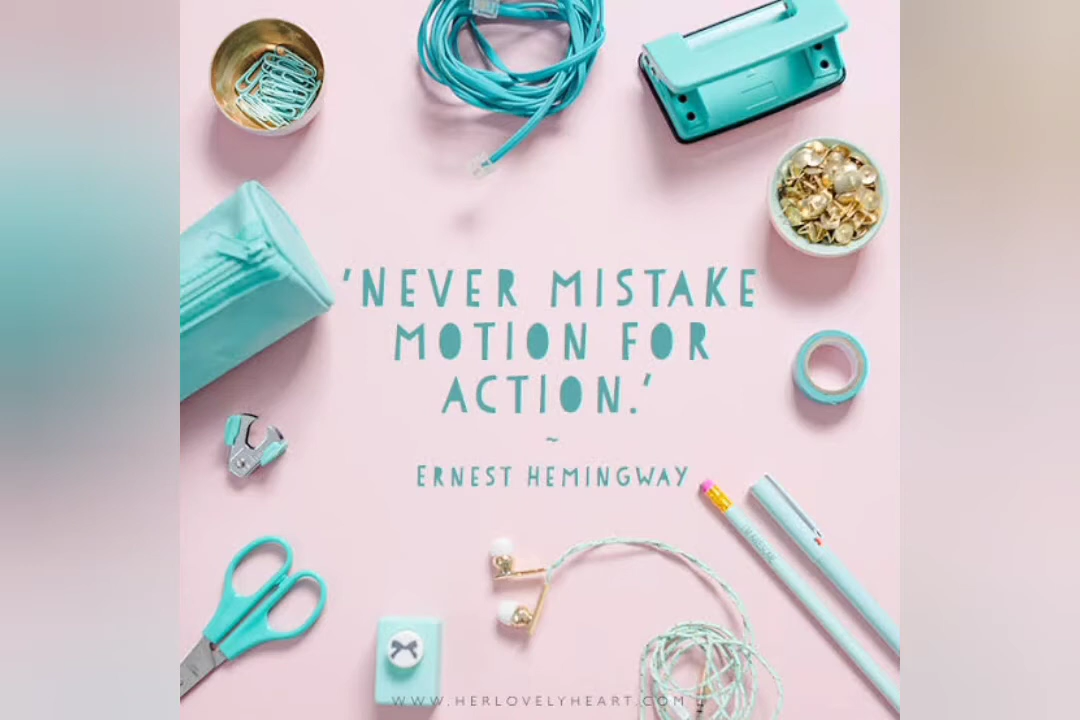 'NEVER MISTAKE
MOTION FOR
ACTION.'
~
ERNEST HEMINGWAY
WWW.HERLOVELYHEART.COM